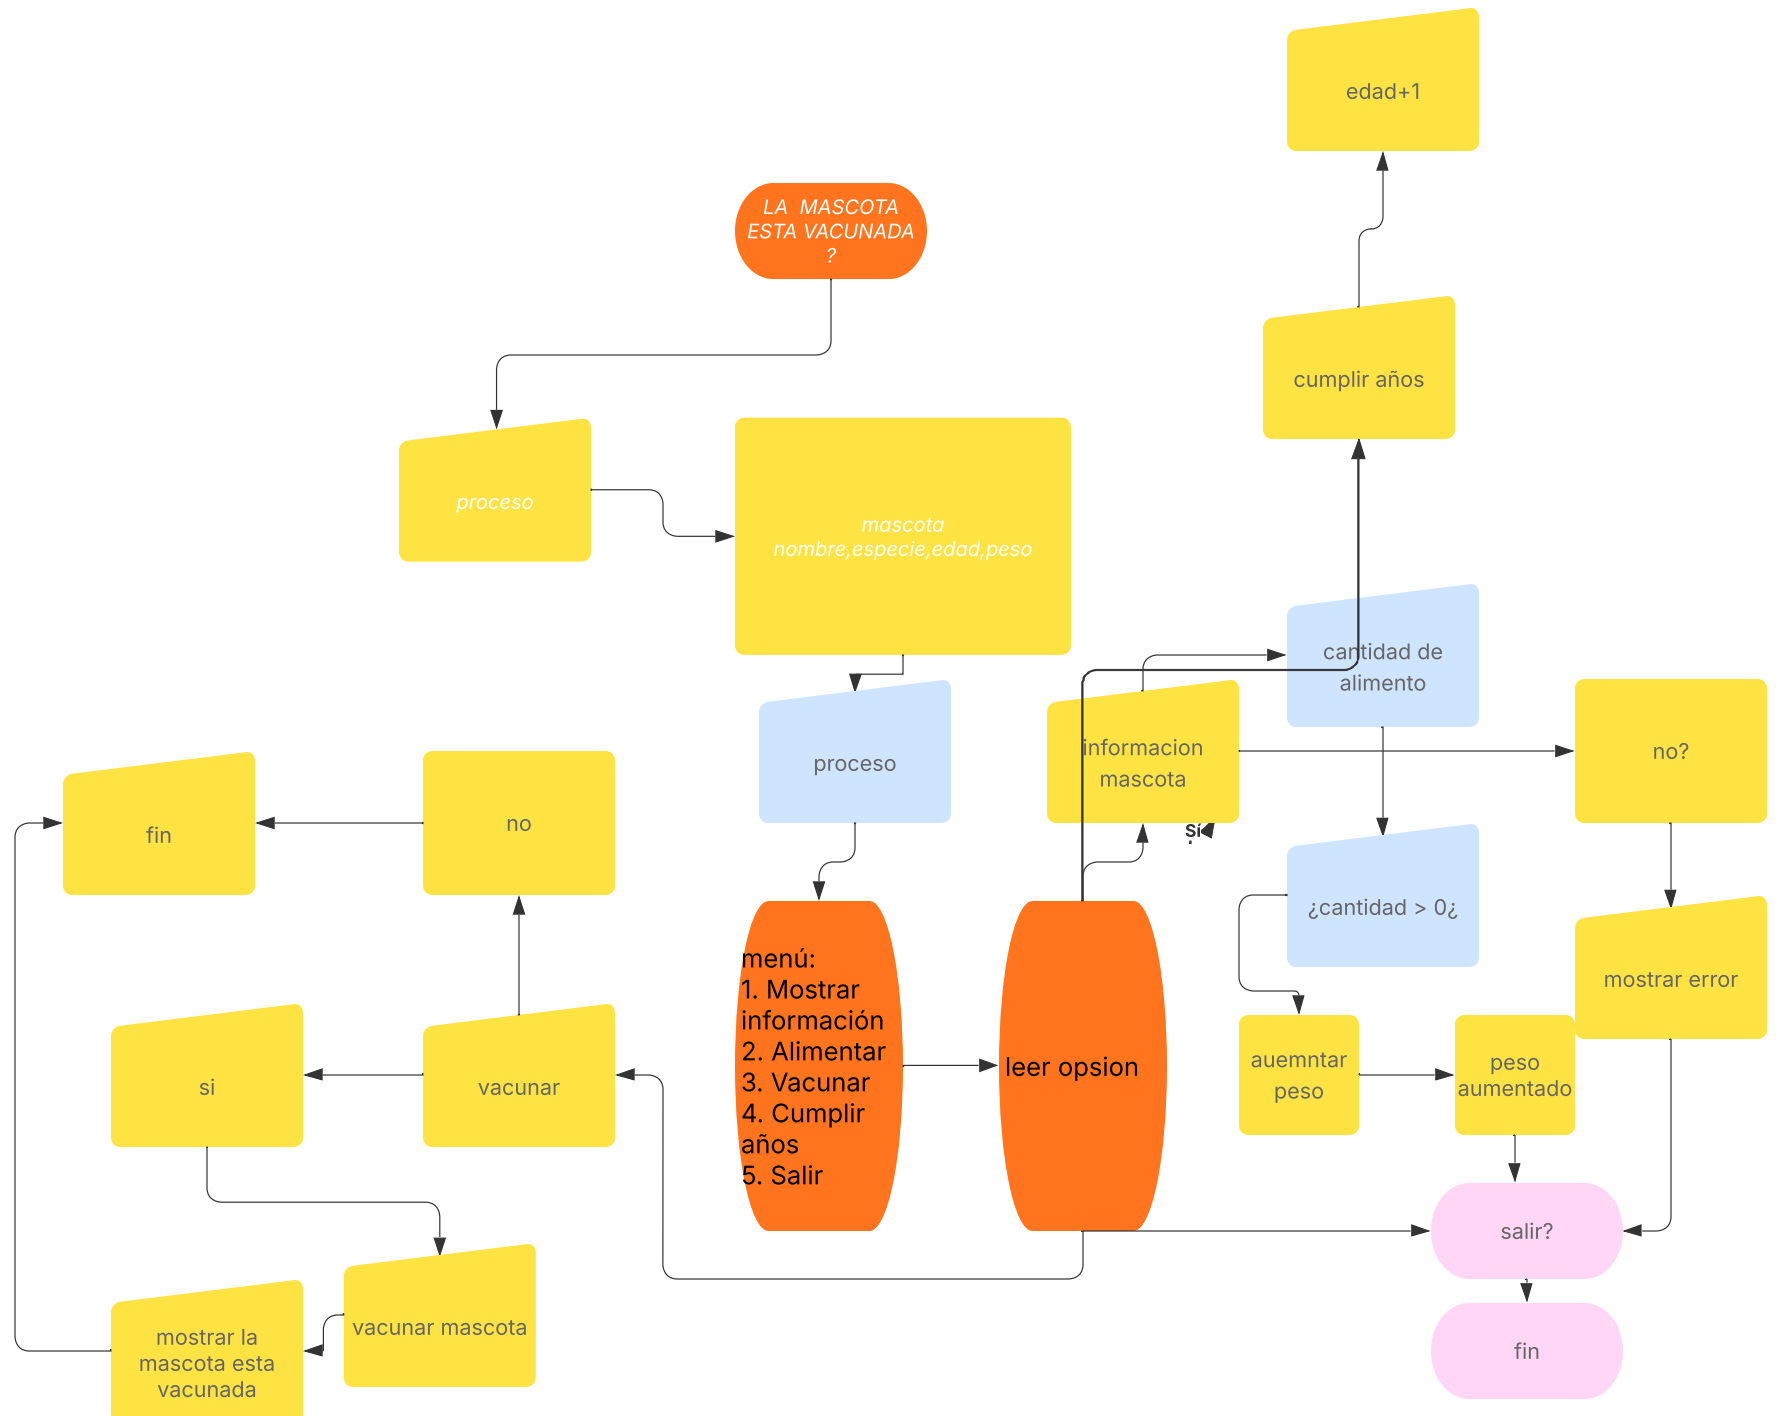 edad+1
LA  MASCOTA
ESTA VACUNADA
?
cumplir años
proceso
mascota
nombre,especie,edad,peso
cantidad de
alimento
proceso
informacion
mascota
no?
sí
fin
no
¿cantidad > 0¿
menú:
1. Mostrar
información
2. Alimentar
3. Vacunar
4. Cumplir
años
5. Salir
leer opsion
mostrar error
si
vacunar
auemntar
peso
peso
aumentado
salir?
vacunar mascota
mostrar la
mascota esta
vacunada
fin